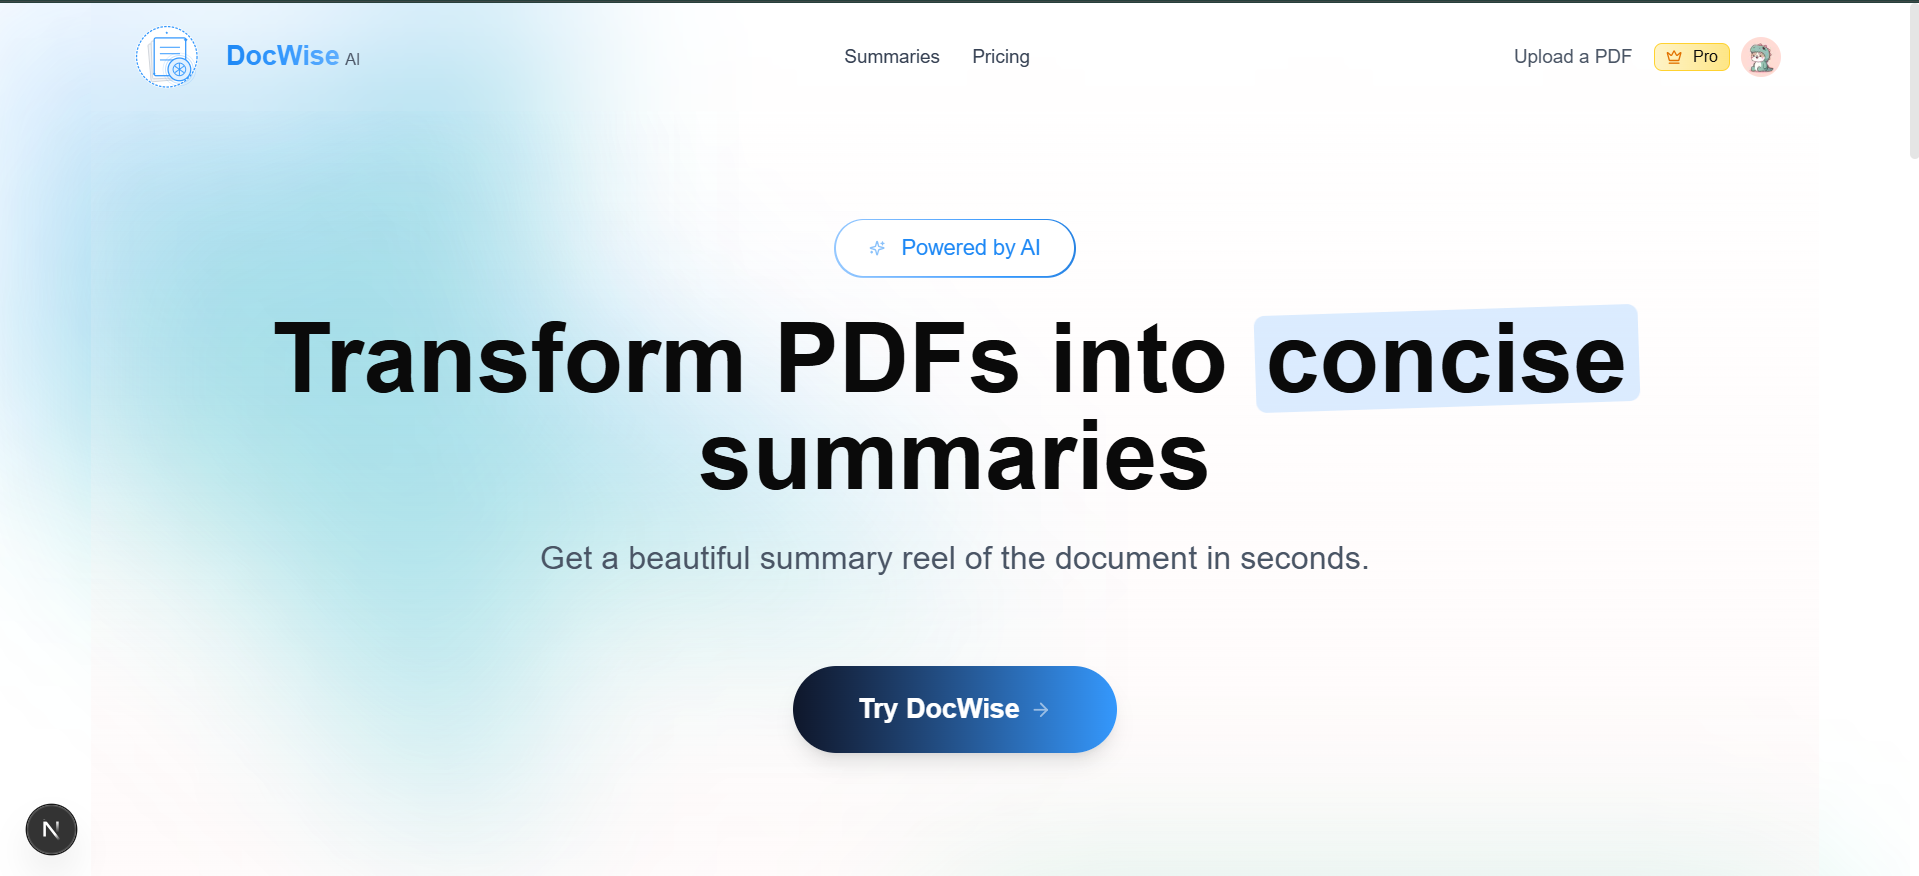 DocWise AI
Summaries
Pricing
Upload a PDF
Pro
Powered by AI
Transform PDFs into concise
summaries
Get a beautiful summary reel of the document in seconds.
Try DocWise →
N